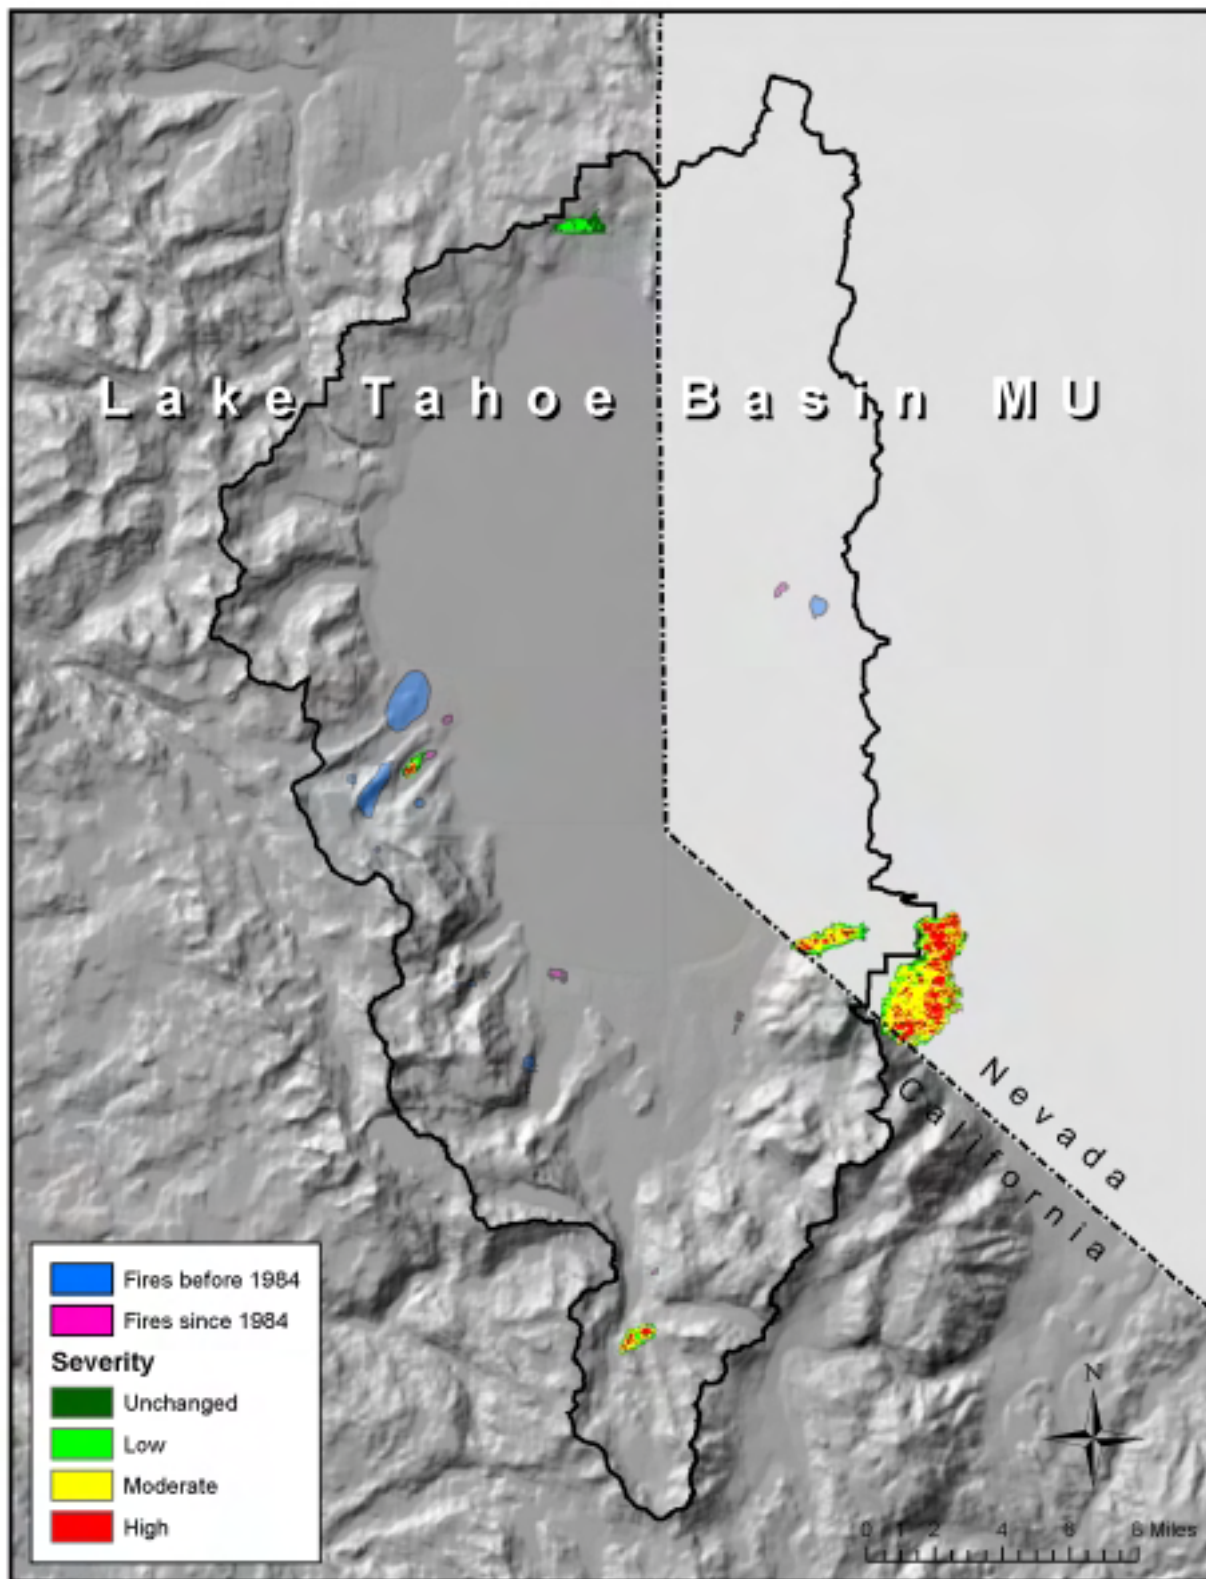 Lake Tahoe Basin MU
Nevada
California
Fires before 1984
Fires since 1984
Severity
Unchanged
Low
Moderate
High
N
0 1 2 4 6 8 Miles